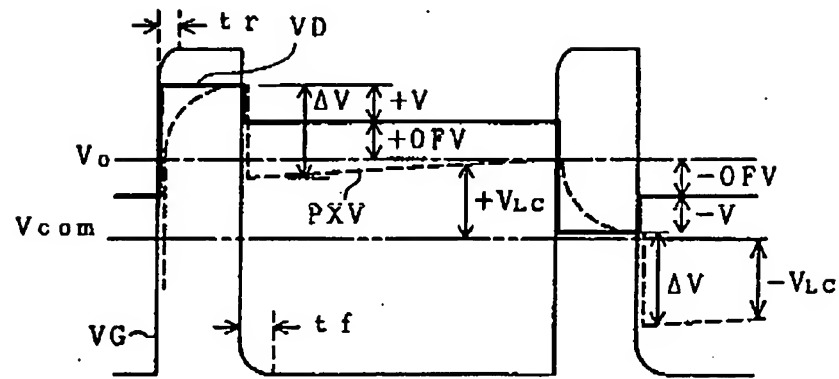 tr
VD
ΔV
+V
+OFV
Vo
-OFV
PXV
+VLC
-V
Vcom
ΔV
-VLC
VG
tf